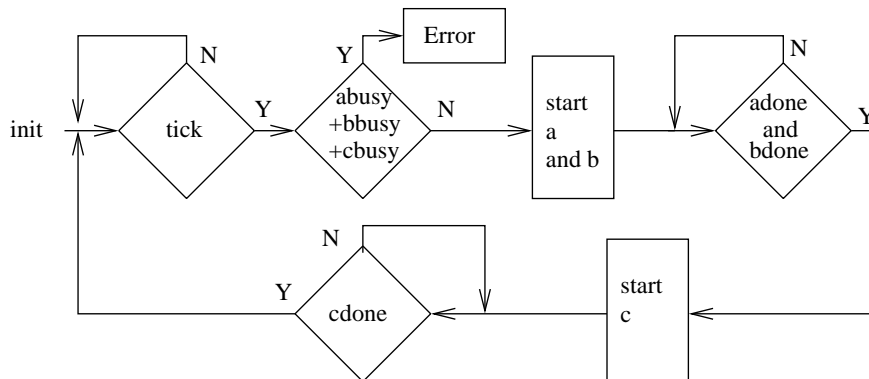 N
Error
Y
N
init
tick
Y
abusy
+bbusy
+cbusy
N
start
a
and b
adone
and
bdone
Y
N
Y
cdone
start
c